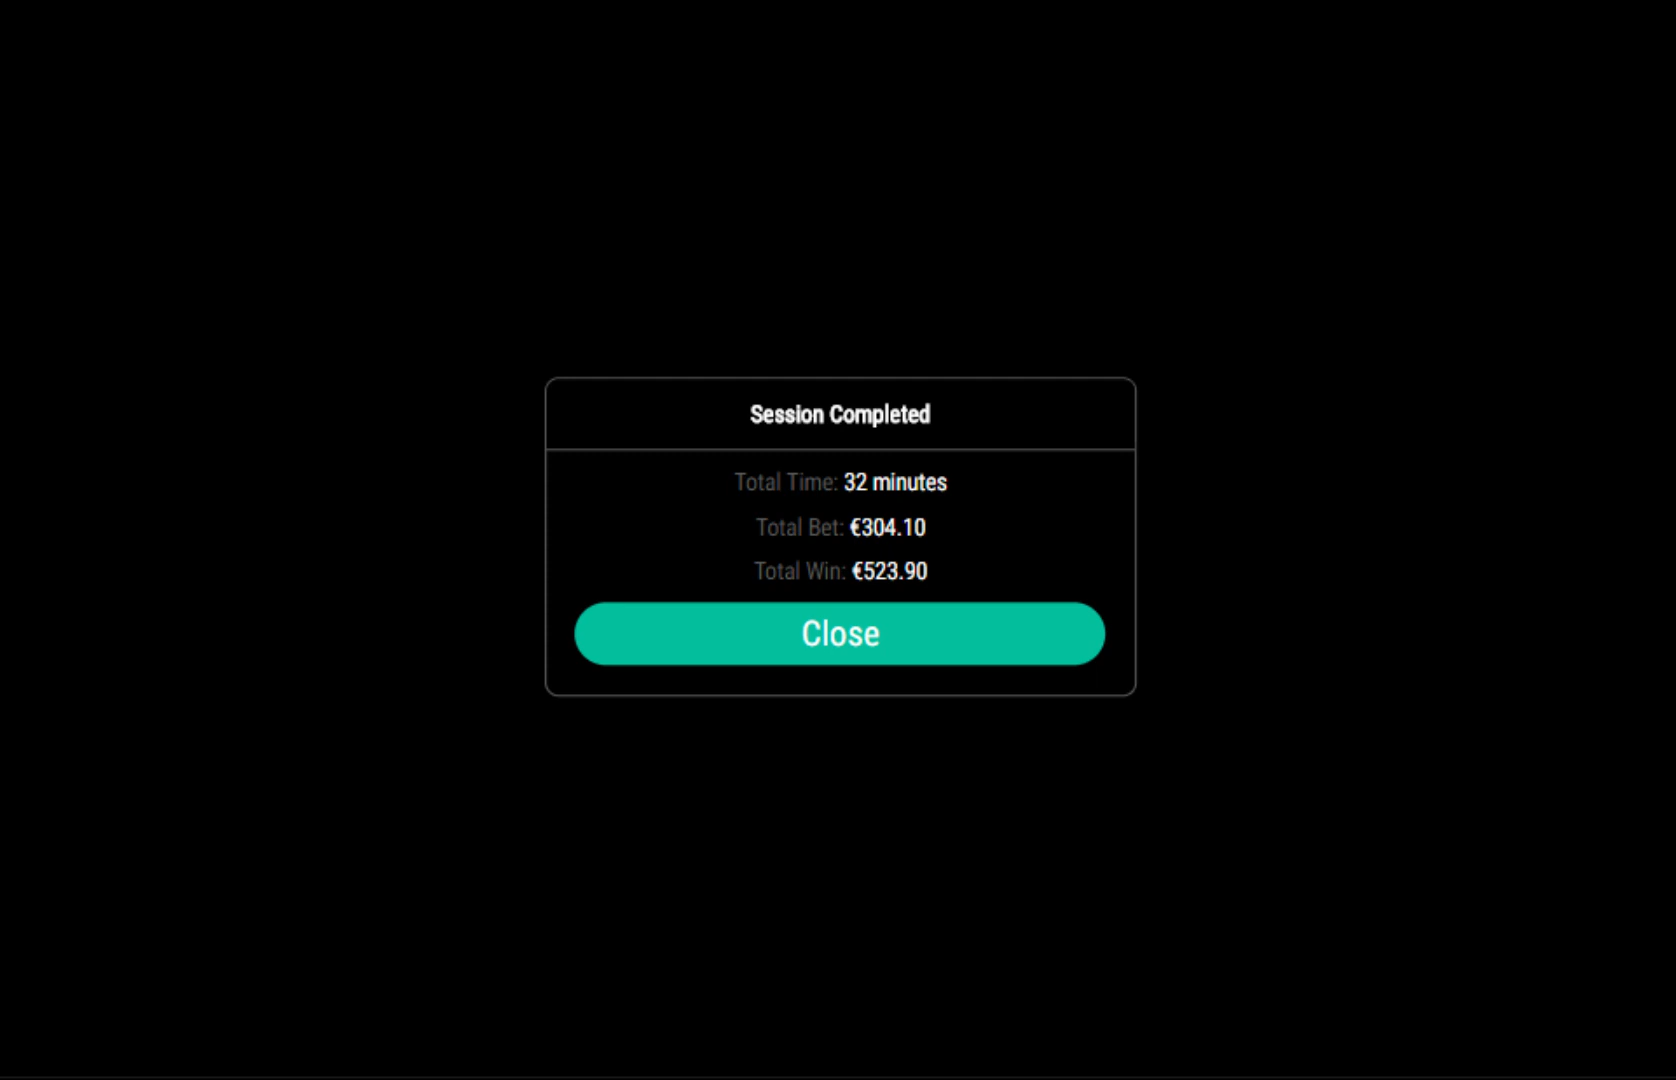 Session Completed
Total Time: 32 minutes
Total Bet: €304.10
Total Win: €523.90
Close